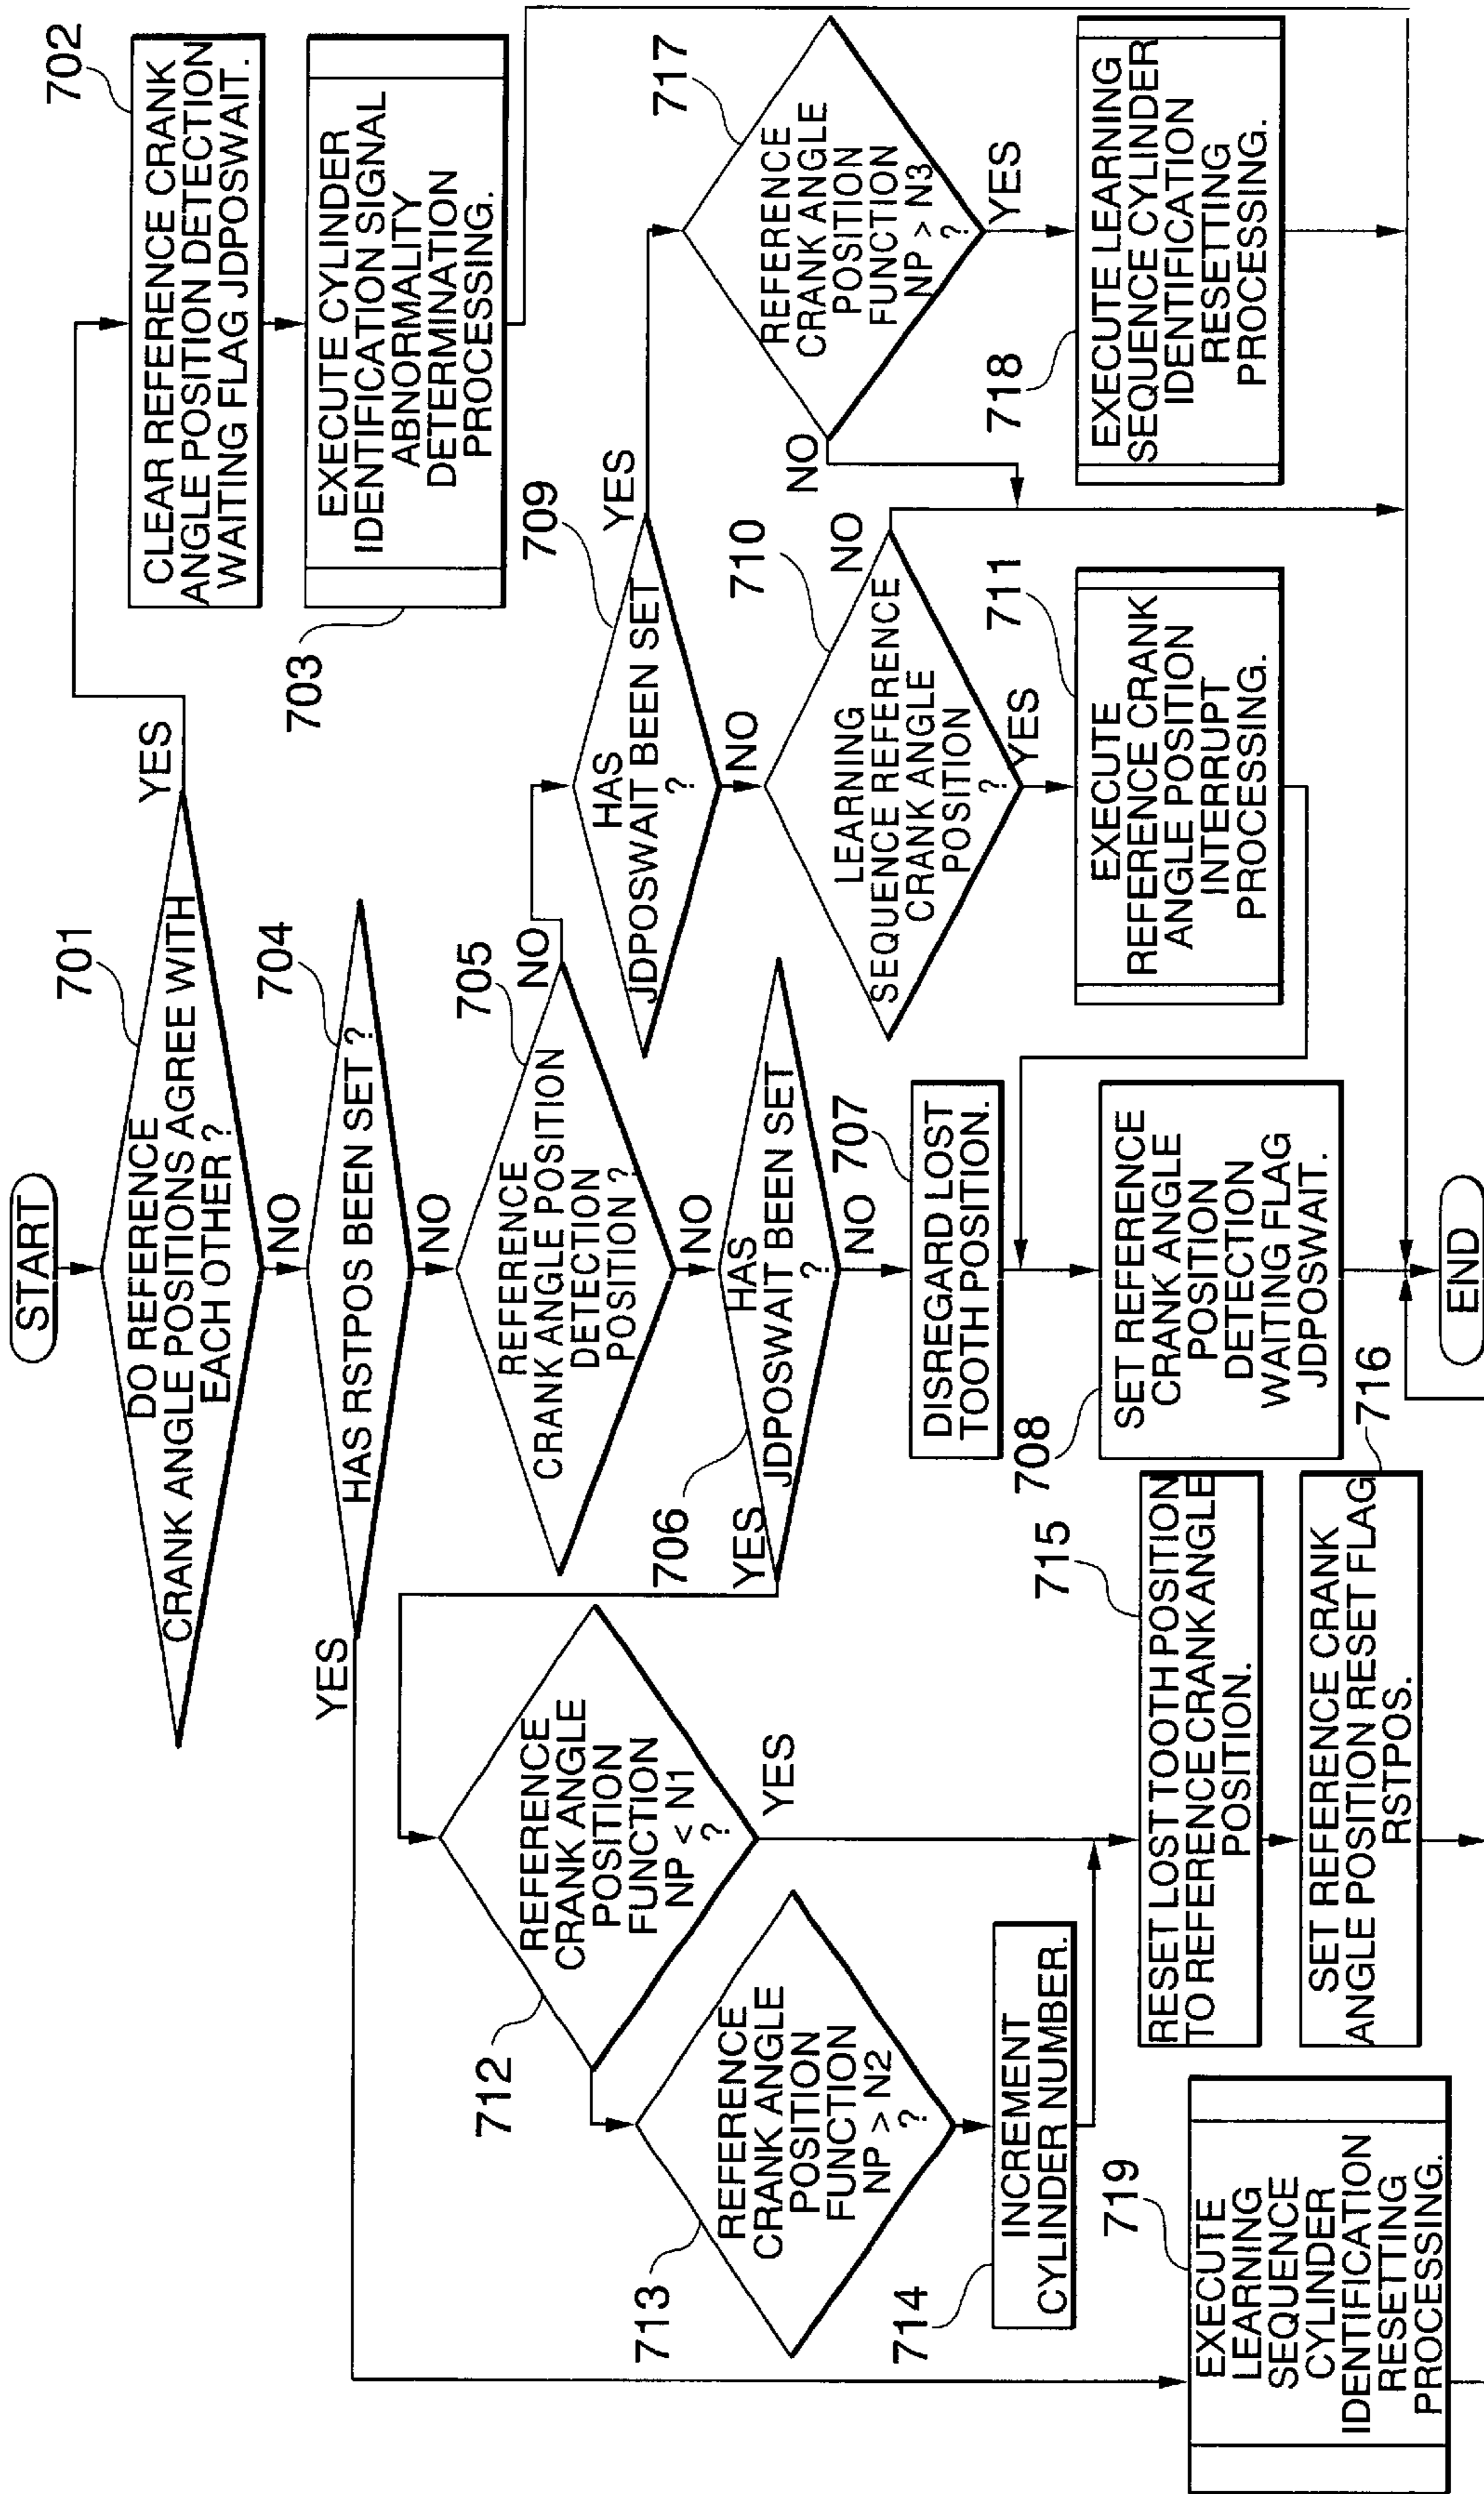 START
701
DO REFERENCE
CRANK ANGLE POSITIONS AGREE WITH
EACH OTHER ?
YES
NO
702
CLEAR REFERENCE CRANK
ANGLE POSITION DETECTION
WAITING FLAG JDPOSWAIT.
703
EXECUTE CYLINDER
IDENTIFICATION SIGNAL
ABNORMALITY
DETERMINATION
PROCESSING.
704
HAS RSTPOS BEEN SET ?
YES
NO
705
REFERENCE
CRANK ANGLE POSITION
DETECTION
POSITION ?
NO
NO
706
HAS
JDPOSWAIT BEEN SET
?
YES
NO
707
DISREGARD LOST
TOOTH POSITION.
708
SET REFERENCE
CRANK ANGLE
POSITION
DETECTION
WAITING FLAG
JDPOSWAIT.
709
HAS
JDPOSWAIT BEEN SET
?
YES
NO
710
LEARNING
SEQUENCE REFERENCE
CRANK ANGLE
POSITION
?
NO
YES
711
EXECUTE
REFERENCE CRANK
ANGLE POSITION
INTERRUPT
PROCESSING.
712
REFERENCE
CRANK ANGLE
POSITION
FUNCTION
NP < N1
?
YES
713
REFERENCE
CRANK ANGLE
POSITION
FUNCTION
NP > N2
?
714
INCREMENT
CYLINDER NUMBER.
715
RESET LOST TOOTH POSITION
TO REFERENCE CRANK ANGLE
POSITION.
716
SET REFERENCE CRANK
ANGLE POSITION RESET FLAG
RSTPOS.
717
REFERENCE
CRANK ANGLE
POSITION
FUNCTION
NP > N3
?
NO
YES
718
EXECUTE LEARNING
SEQUENCE CYLINDER
IDENTIFICATION
RESETTING
PROCESSING.
719
EXECUTE
LEARNING
SEQUENCE
CYLINDER
IDENTIFICATION
RESETTING
PROCESSING.
END